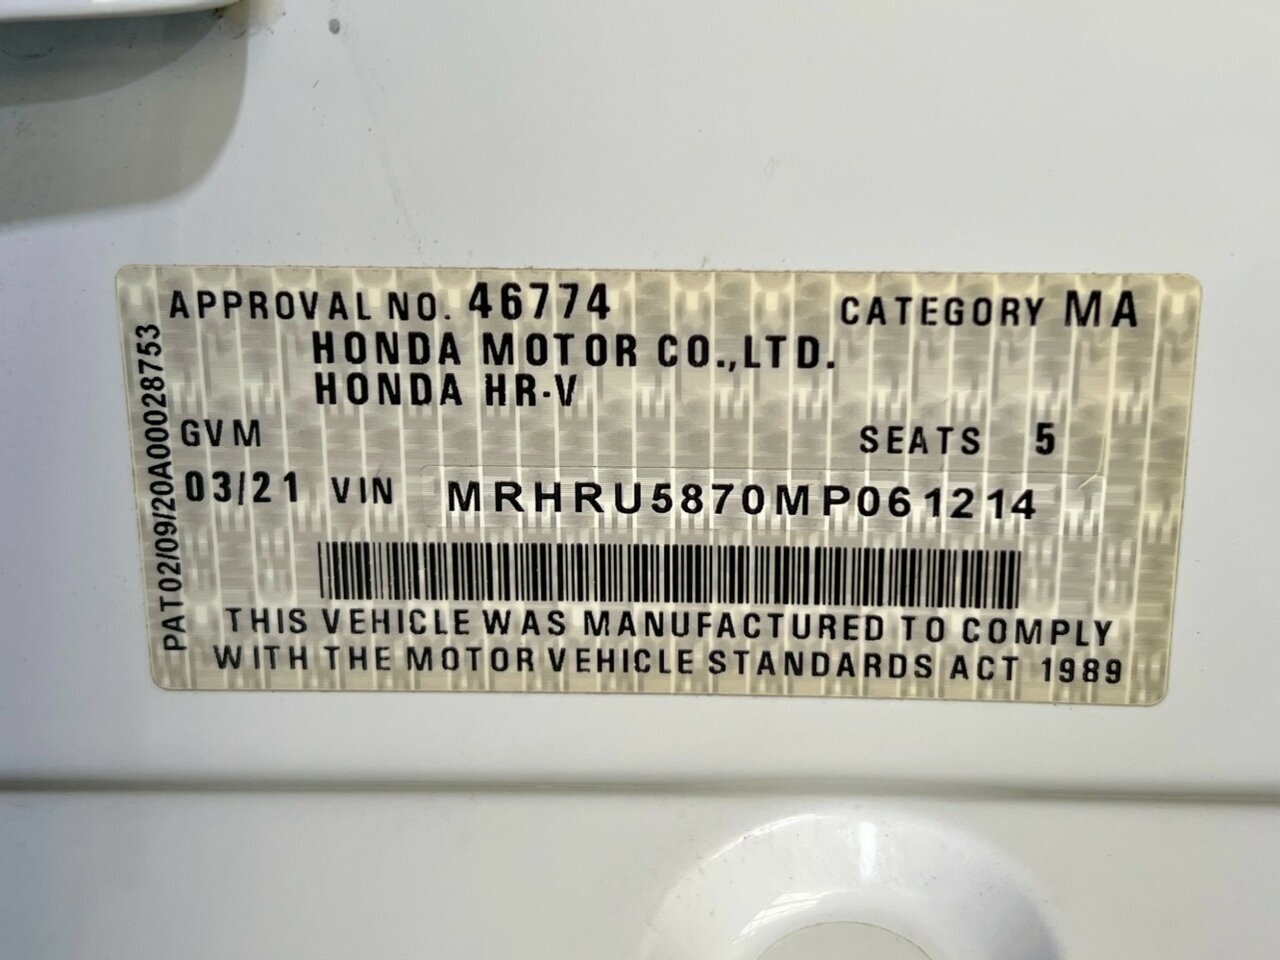 APPROVAL NO. 46774 CATEGORY MA
HONDA MOTOR CO.,LTD.
HONDA HR-V
GVM SEATS 5
03/21 VIN MRHRU5870MP061214
THIS VEHICLE WAS MANUFACTURED TO COMPLY
WITH THE MOTOR VEHICLE STANDARDS ACT 1989
PAT02/09/20A00028753